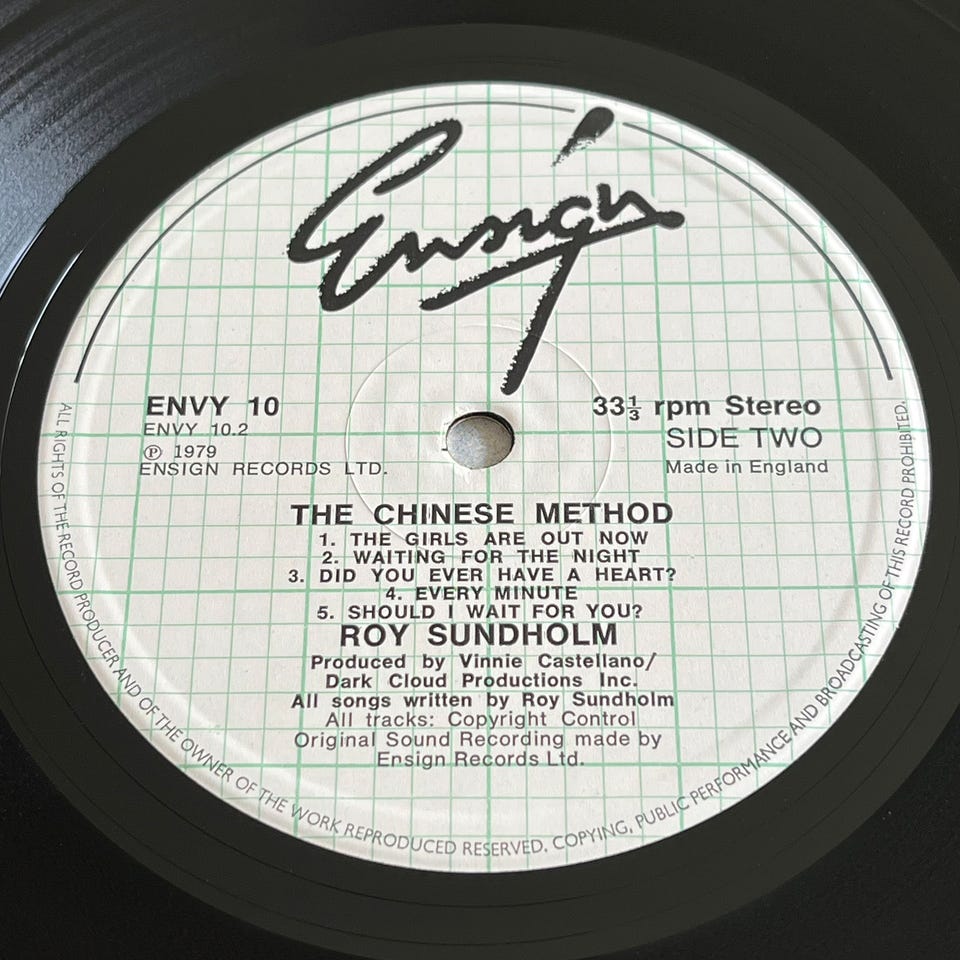 Ensign
ENVY 10
ENVY 10.2
℗ 1979
ENSIGN RECORDS LTD.
33⅓ rpm Stereo
SIDE TWO
Made in England
THE CHINESE METHOD
1. THE GIRLS ARE OUT NOW
2. WAITING FOR THE NIGHT
3. DID YOU EVER HAVE A HEART?
4. EVERY MINUTE
5. SHOULD I WAIT FOR YOU?
ROY SUNDHOLM
Produced by Vinnie Castellano/
Dark Cloud Productions Inc.
All songs written by Roy Sundholm
All tracks: Copyright Control
Original Sound Recording made by
Ensign Records Ltd.
ALL RIGHTS OF THE RECORD PRODUCER AND OF THE OWNER OF THE WORK REPRODUCED RESERVED. COPYING, PUBLIC PERFORMANCE AND BROADCASTING OF THIS RECORD PROHIBITED.